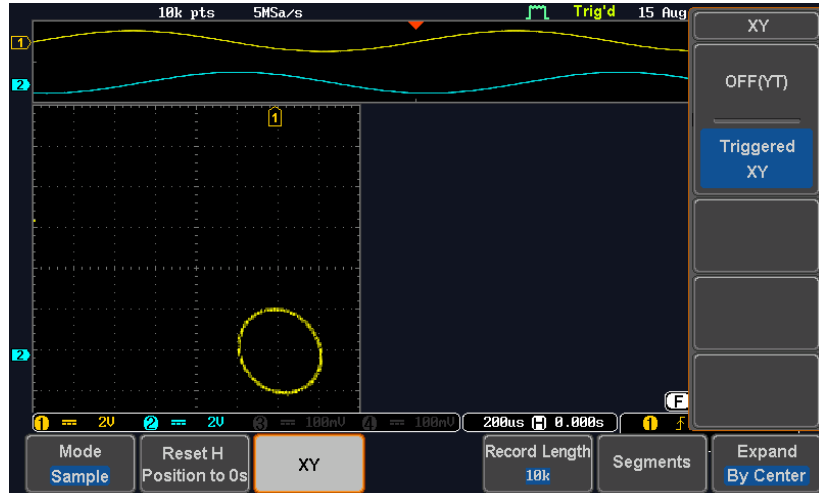 10k pts 5MSa/s Trig'd 15 Aug
XY
1
2
OFF(YT)
1
Triggered
XY
2
F
1 2V 2 2V 3 100mV 4 100mV 200us H 0.000s 1
Mode
Sample
Reset H
Position to 0s
XY
Record Length
10k
Segments
Expand
By Center